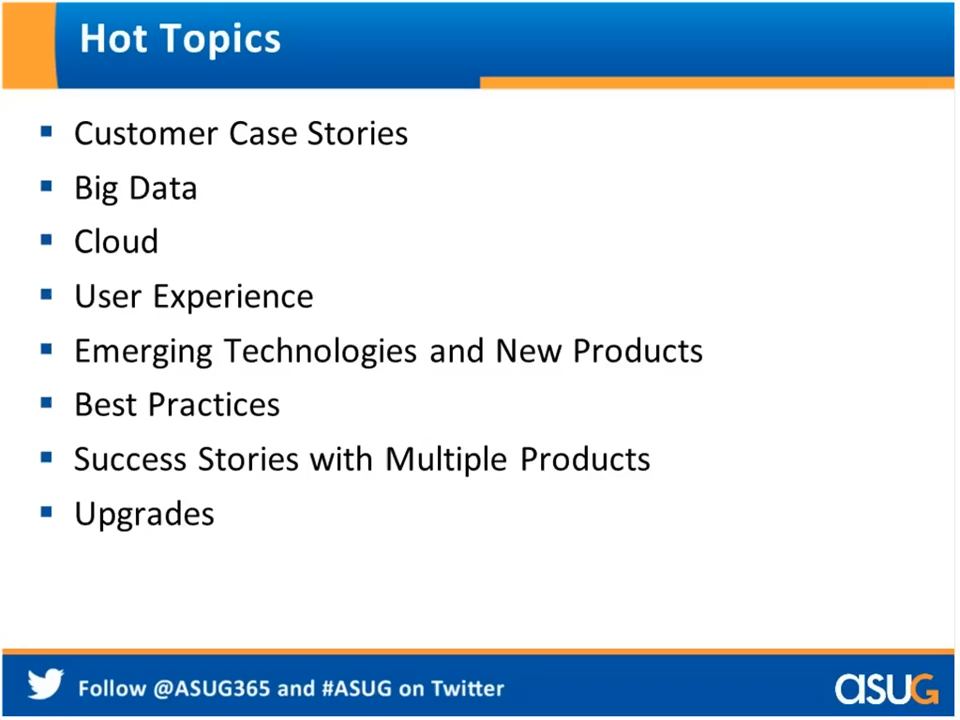 Hot Topics
Customer Case Stories
Big Data
Cloud
User Experience
Emerging Technologies and New Products
Best Practices
Success Stories with Multiple Products
Upgrades
Follow @ASUG365 and #ASUG on Twitter
asuG